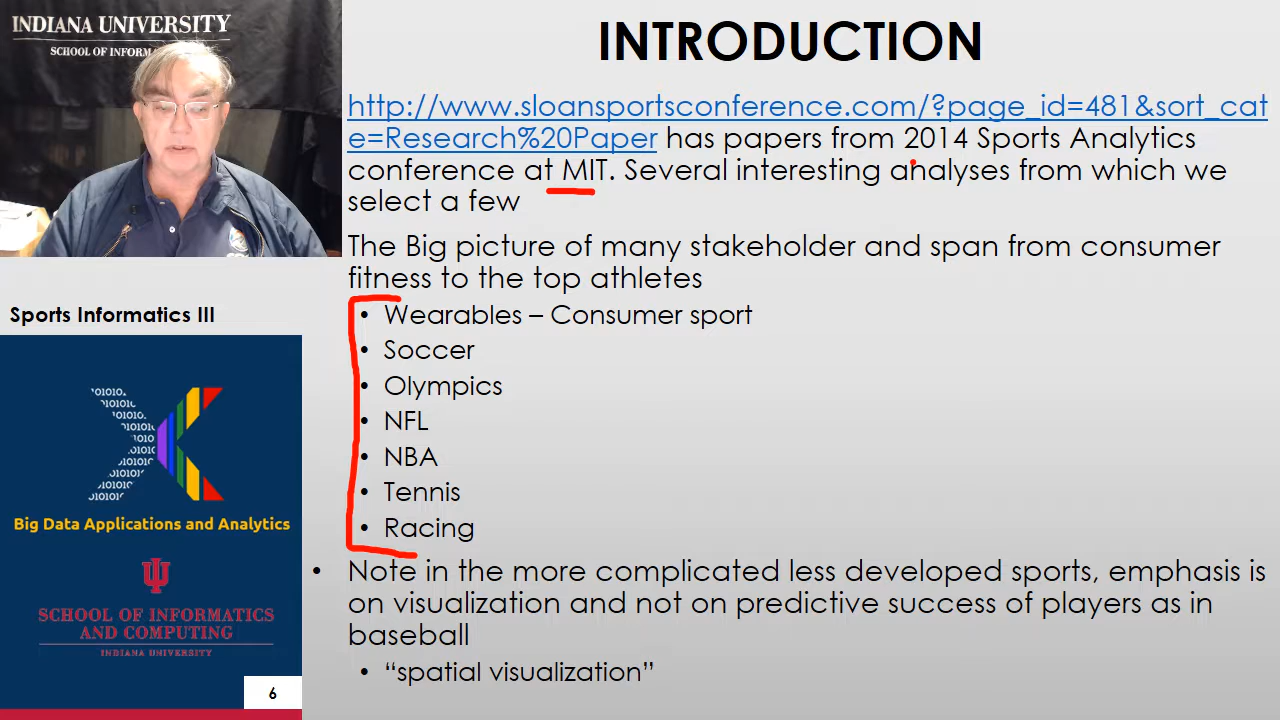 INDIANA UNIVERSITY
SCHOOL OF INFORM
INTRODUCTION
http://www.sloansportsconference.com/?page_id=481&sort_cat
e=Research%20Paper has papers from 2014 Sports Analytics
conference at MIT. Several interesting analyses from which we
select a few
The Big picture of many stakeholder and span from consumer
fitness to the top athletes
• Wearables – Consumer sport
• Soccer
• Olympics
• NFL
• NBA
• Tennis
• Racing
• Note in the more complicated less developed sports, emphasis is
on visualization and not on predictive success of players as in
baseball
• “spatial visualization”
Sports Informatics III
Big Data Applications and Analytics
SCHOOL OF INFORMATICS
AND COMPUTING
INDIANA UNIVERSITY
6